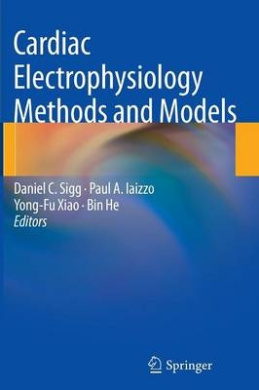 Cardiac
Electrophysiology
Methods and Models
Daniel C. Sigg · Paul A. Iaizzo
Yong-Fu Xiao · Bin He
Editors
Springer